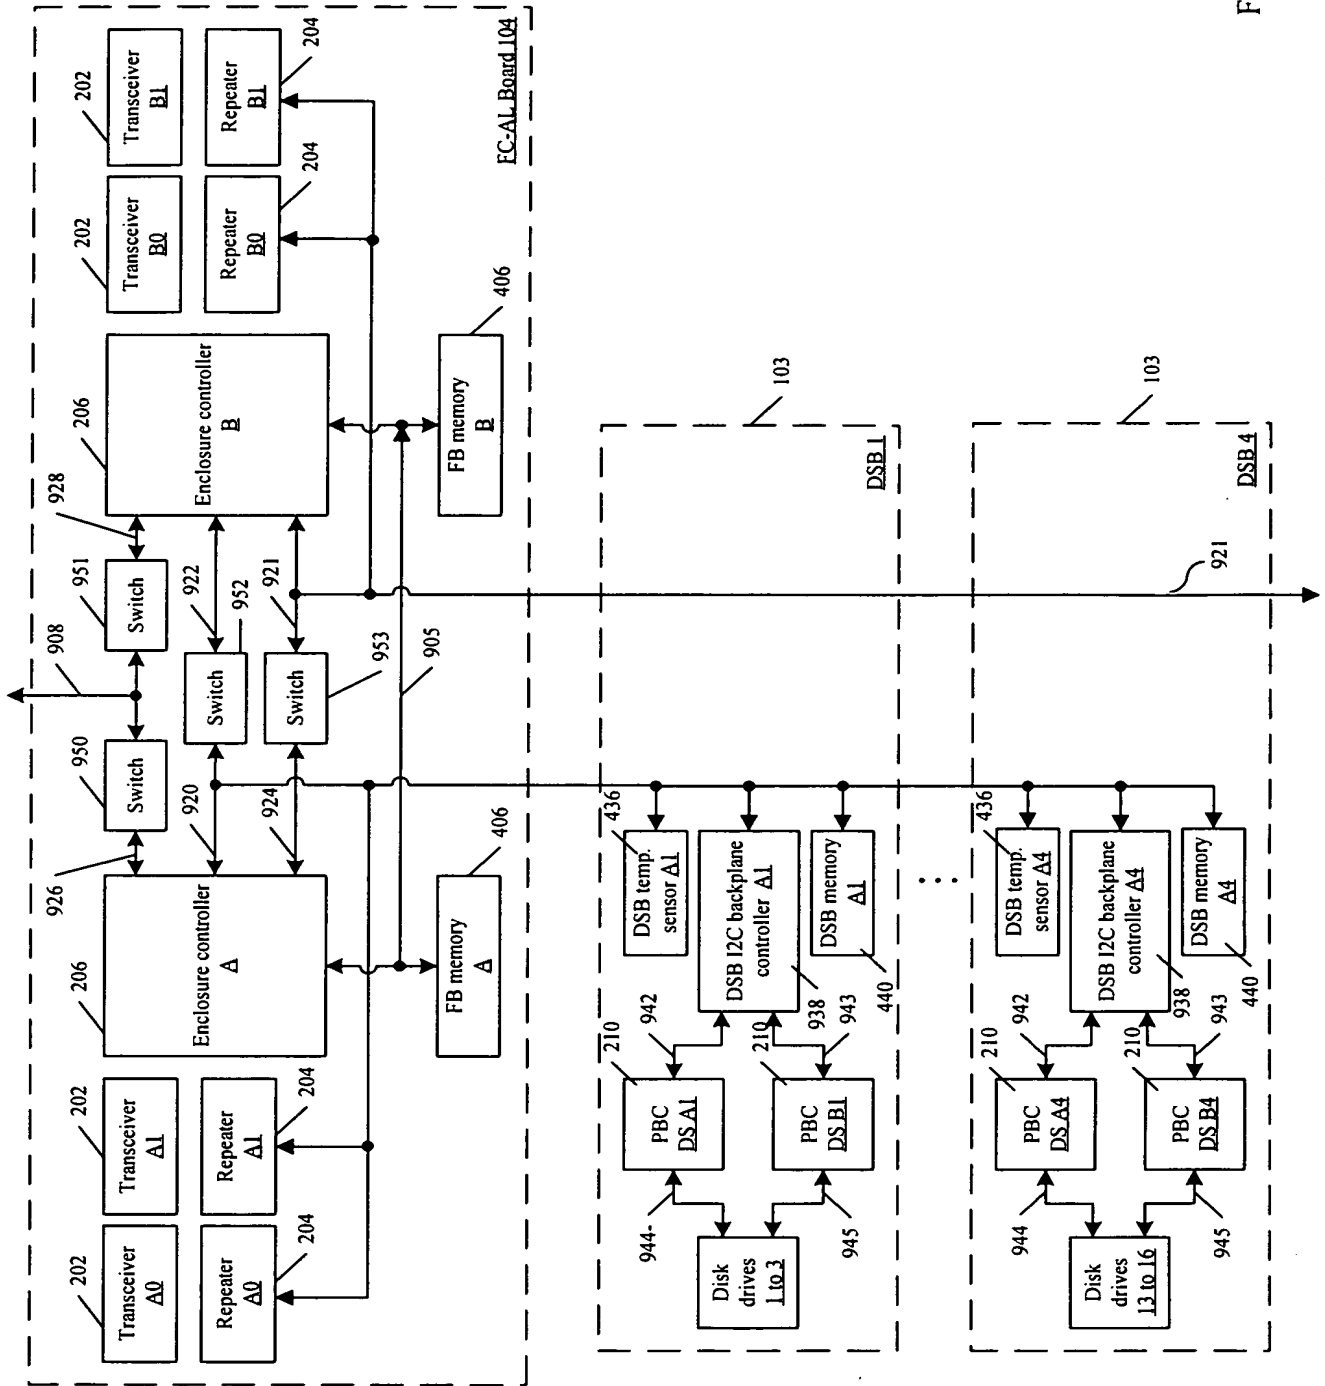 202
Transceiver
A0
202
Transceiver
A1
206
Enclosure controller
A
926
950
Switch
908
Switch
951
928
206
Enclosure controller
B
202
Transceiver
B0
202
Transceiver
B1
Repeater
A0
204
Repeater
A1
204
920
924
Switch
952
922
Switch
953
921
905
Repeater
B0
204
Repeater
B1
204
FB memory
A
406
FB memory
B
406
FC-AL Board 104
944
210
PBC
DS A1
942
436
DSB temp.
sensor A1
103
Disk
drives
1 to 3
DSB I2C backplane
controller A1
938
945
210
PBC
DS B1
943
440
DSB memory
A1
DSB 1
944
210
PBC
DS A4
942
436
DSB temp.
sensor A4
103
Disk
drives
13 to 16
DSB I2C backplane
controller A4
938
945
210
PBC
DS B4
943
440
DSB memory
A4
921
DSB 4
F